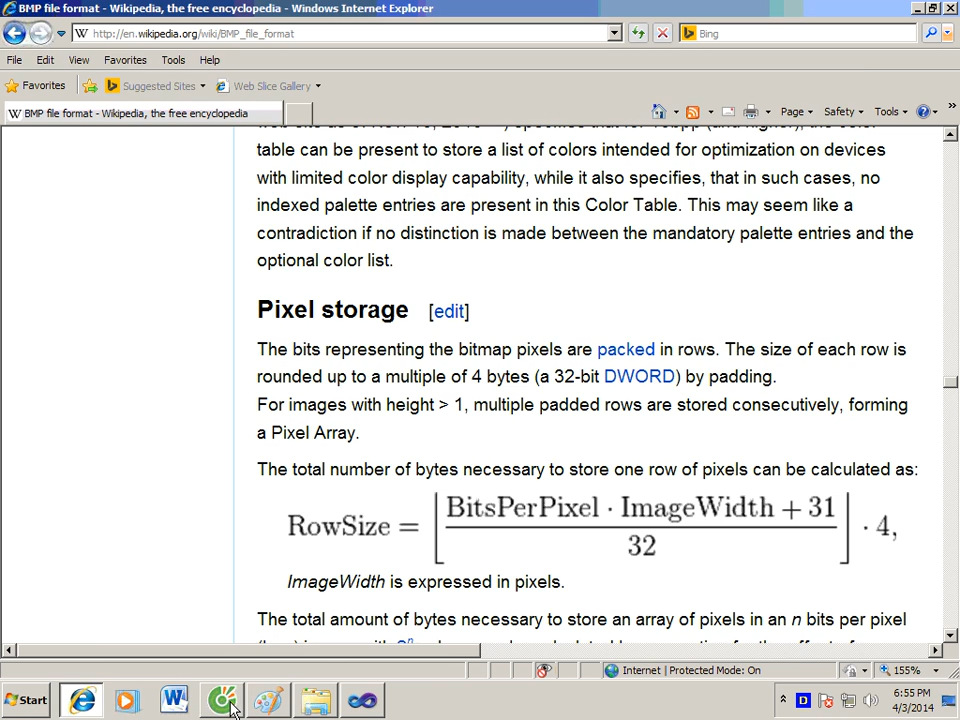 BMP file format - Wikipedia, the free encyclopedia - Windows Internet Explorer
W http://en.wikipedia.org/wiki/BMP_file_format Bing
File Edit View Favorites Tools Help
Favorites Suggested Sites Web Slice Gallery
W BMP file format - Wikipedia, the free encyclopedia Page Safety Tools »
table can be present to store a list of colors intended for optimization on devices
with limited color display capability, while it also specifies, that in such cases, no
indexed palette entries are present in this Color Table. This may seem like a
contradiction if no distinction is made between the mandatory palette entries and the
optional color list.
Pixel storage [edit]
The bits representing the bitmap pixels are packed in rows. The size of each row is
rounded up to a multiple of 4 bytes (a 32-bit DWORD) by padding.
For images with height > 1, multiple padded rows are stored consecutively, forming
a Pixel Array.
The total number of bytes necessary to store one row of pixels can be calculated as:
RowSize = ⌊(BitsPerPixel · ImageWidth + 31) / 32⌋ · 4,
ImageWidth is expressed in pixels.
The total amount of bytes necessary to store an array of pixels in an n bits per pixel
Internet | Protected Mode: On 155%
Start D 6:55 PM
4/3/2014